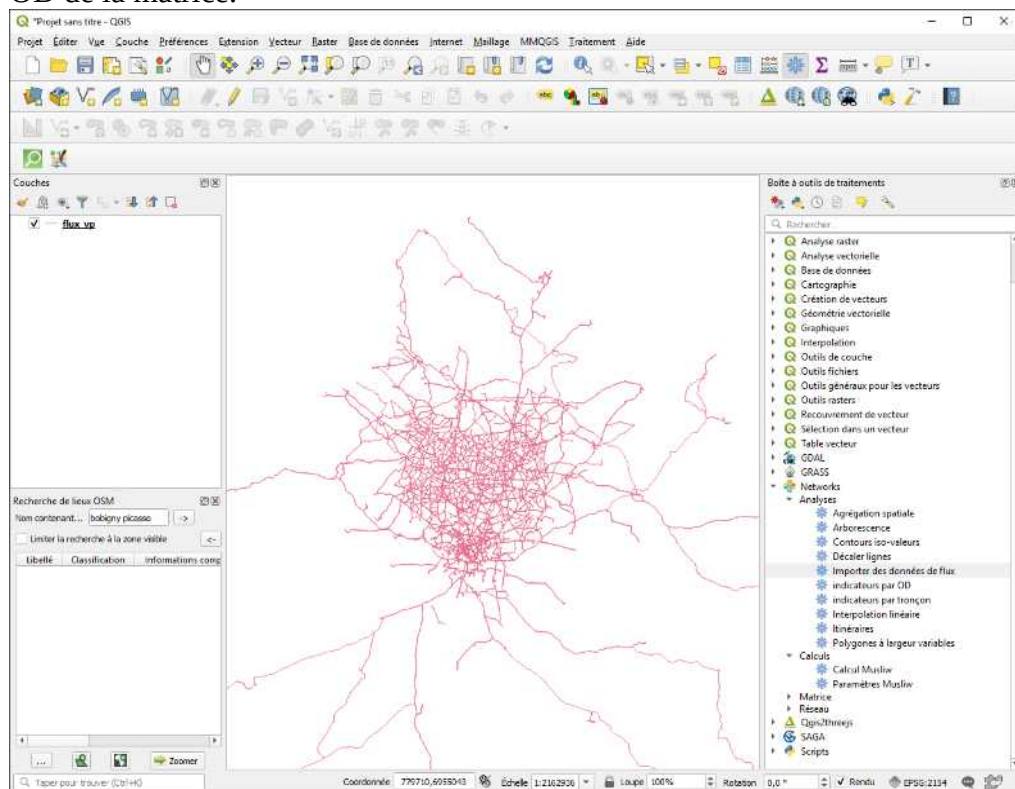 OD de la matrice.
*Projet sans titre - QGIS
Projet Éditer Vue Couche Préférences Extension Vecteur Raster Base de données Internet Maillage MMQGIS Traitement Aide
Couches
flux_vp
Recherche de lieux OSM
Nom contenant... bobigny picasso ->
Limiter la recherche à la zone visible <-
Libellé Classification Informations comp
... Zoomer
Taper pour trouver (Ctrl+K)
Boîte à outils de traitements
Rechercher...
Analyse raster
Analyse vectorielle
Base de données
Cartographie
Création de vecteurs
Géométrie vectorielle
Graphiques
Interpolation
Outils de couche
Outils fichiers
Outils généraux pour les vecteurs
Outils rasters
Recouvrement de vecteur
Sélection dans un vecteur
Table vecteur
GDAL
GRASS
Networks
Analyses
Agrégation spatiale
Arborescence
Contours iso-valeurs
Décaler lignes
Importer des données de flux
indicateurs par OD
indicateurs par tronçon
Interpolation linéaire
Itinéraires
Polygones à largeur variables
Calculs
Calcul Musliw
Paramètres Musliw
Matrice
Réseau
Qgis2threejs
SAGA
Scripts
Coordonnée 779710,6955043 Échelle 1:2162936 Loupe 100% Rotation 0,0 ° Rendu EPSG:2154